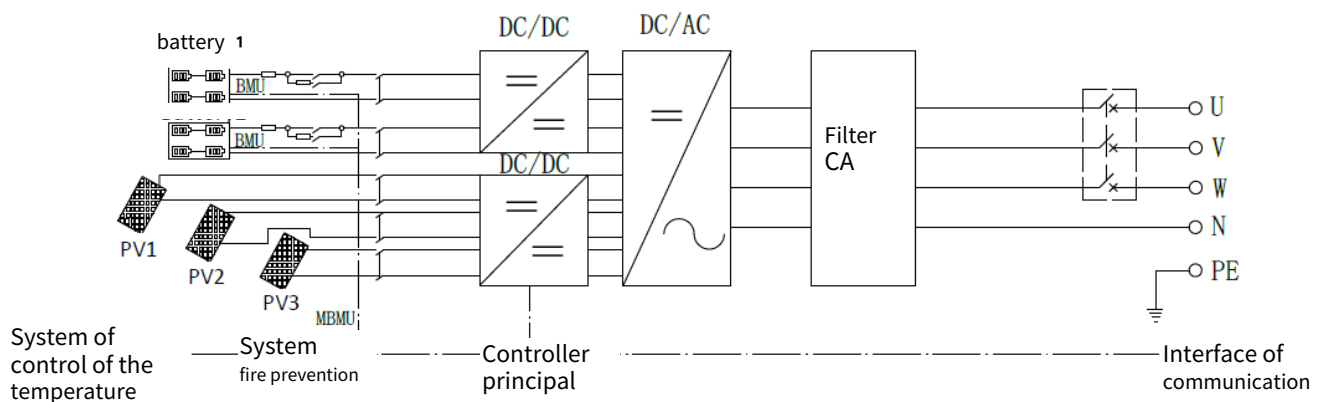 DC/DC
DC/AC
battery 1
BMU
BMU
DC/DC
Filter
CA
U
V
W
N
PE
PV1
PV2
PV3
MBMU
System of
control of the
temperature
System
fire prevention
Controller
principal
Interface of
communication